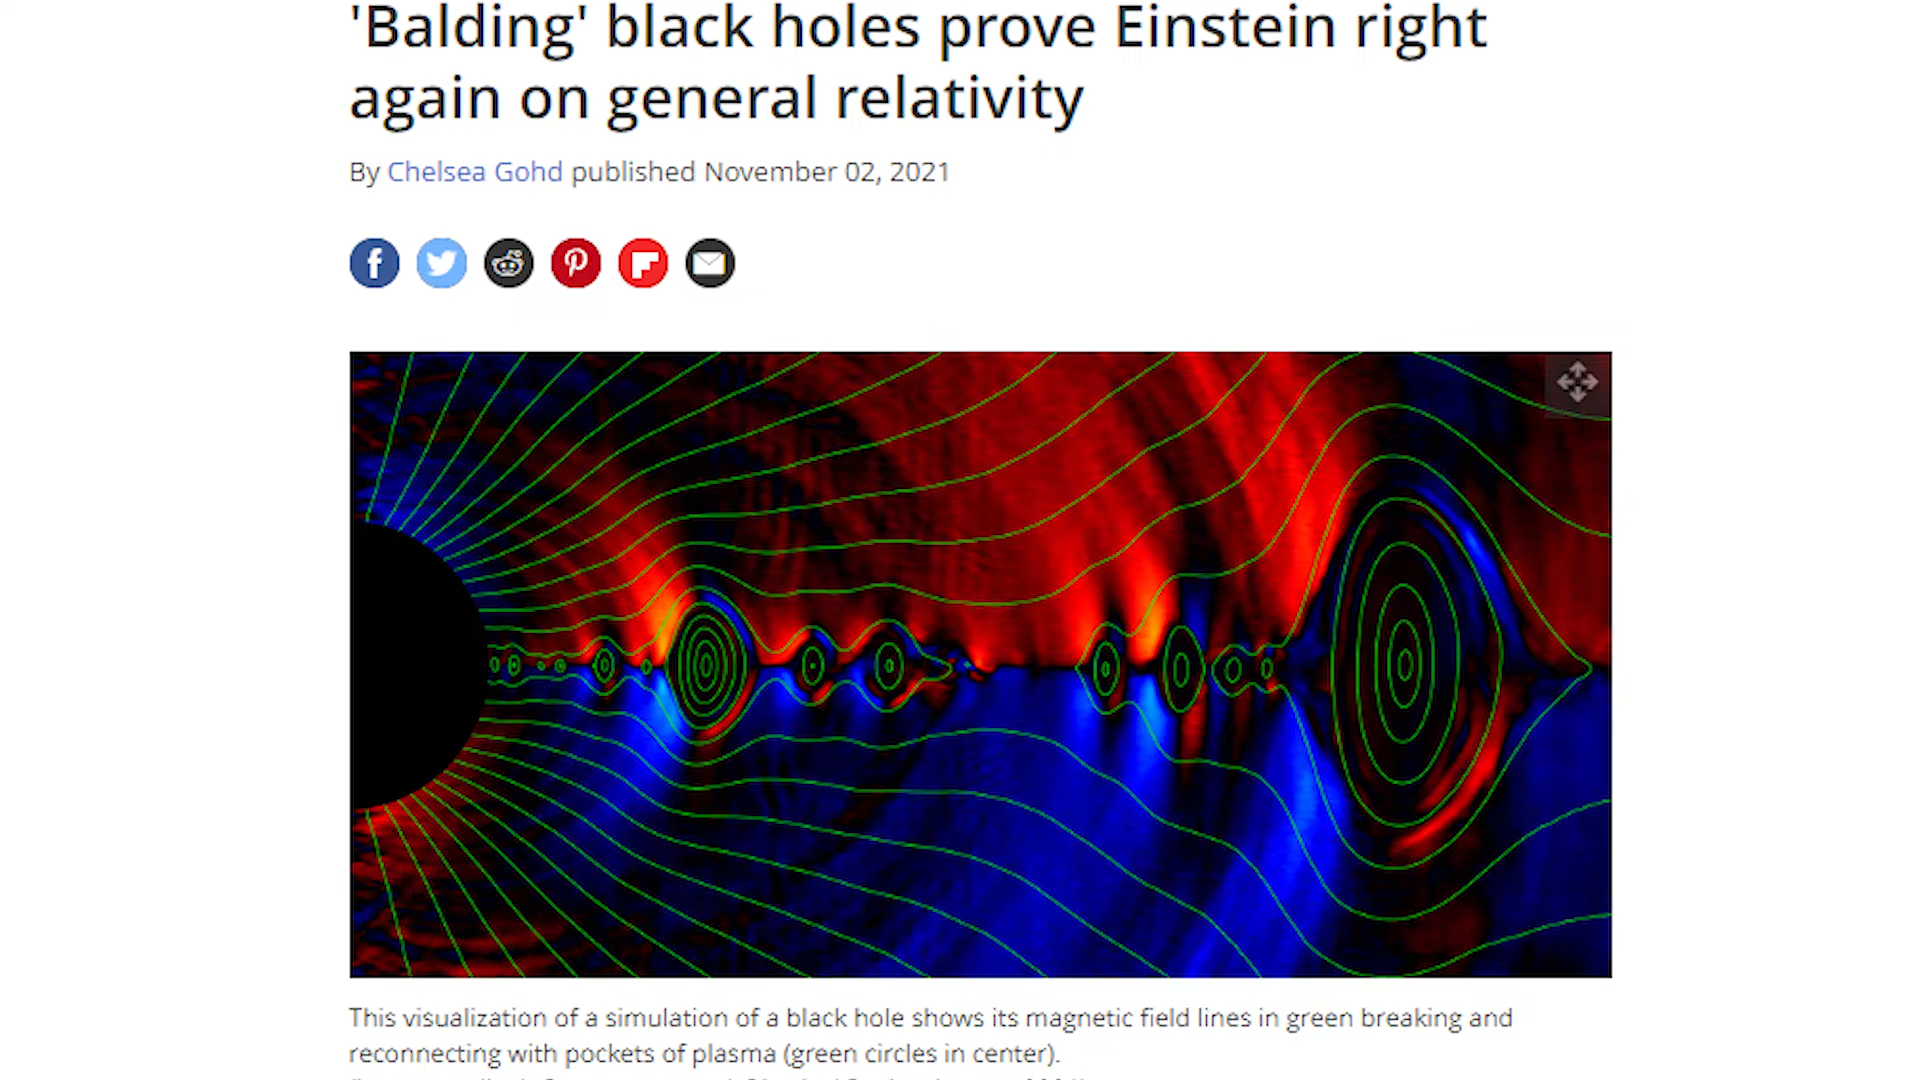 'Balding' black holes prove Einstein right
again on general relativity
By Chelsea Gohd published November 02, 2021
This visualization of a simulation of a black hole shows its magnetic field lines in green breaking and
reconnecting with pockets of plasma (green circles in center).